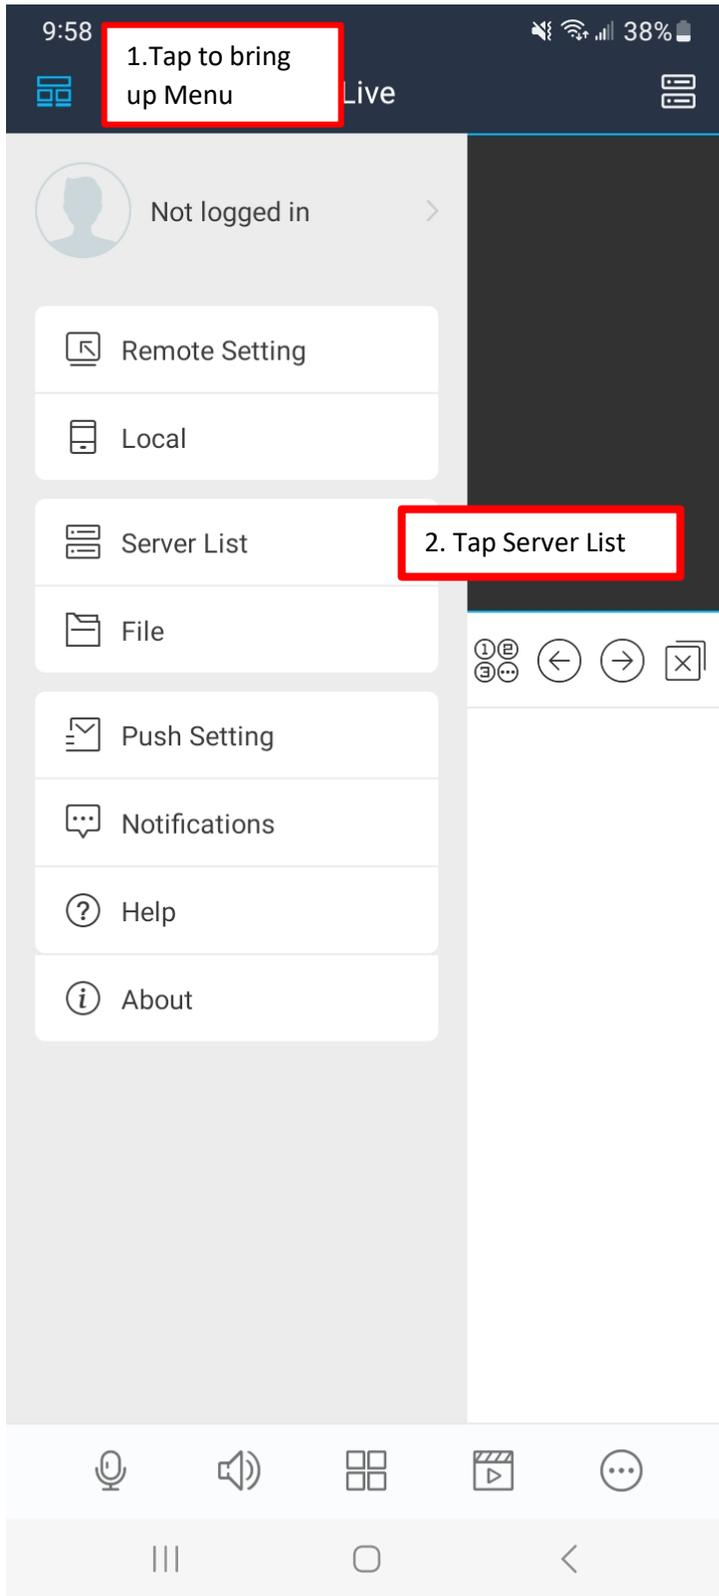 9:58
38%
1.Tap to bring
up Menu
Live
Not logged in
Remote Setting
Local
Server List
2. Tap Server List
File
Push Setting
Notifications
Help
About